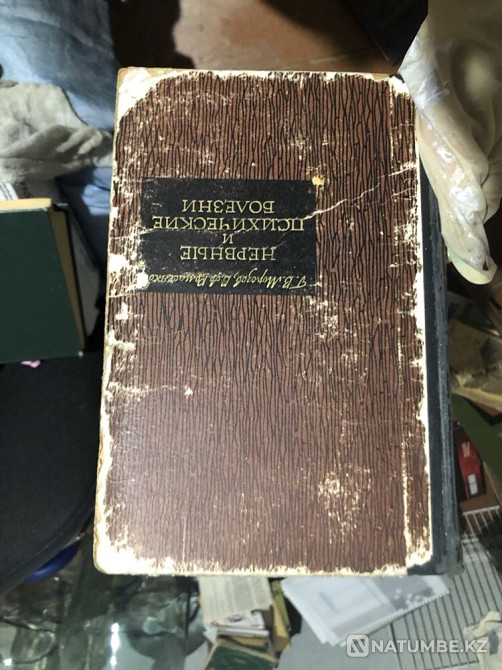 Г.В. Морозов, В.А. Ромасенко
НЕРВНЫЕ
И
ПСИХИЧЕСКИЕ
БОЛЕЗНИ
NATUMBE.KZ